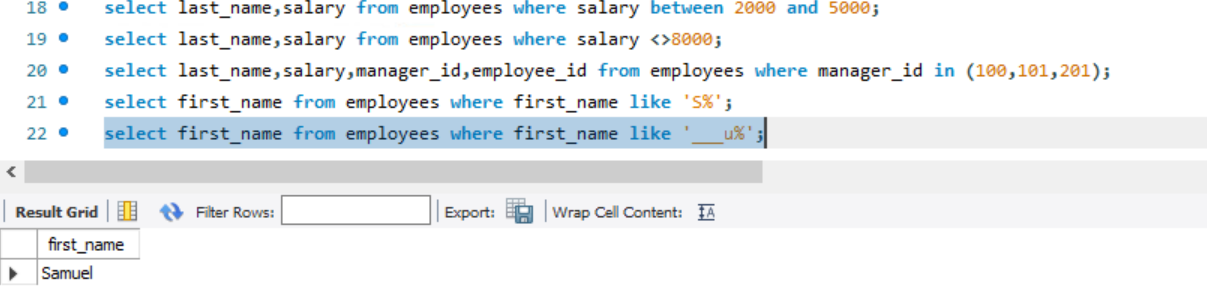 18 select last_name,salary from employees where salary between 2000 and 5000;
19 select last_name,salary from employees where salary <>8000;
20 select last_name,salary,manager_id,employee_id from employees where manager_id in (100,101,201);
21 select first_name from employees where first_name like 'S%';
22 select first_name from employees where first_name like '___u%';
Result Grid Filter Rows: Export: Wrap Cell Content: IA
first_name
Samuel